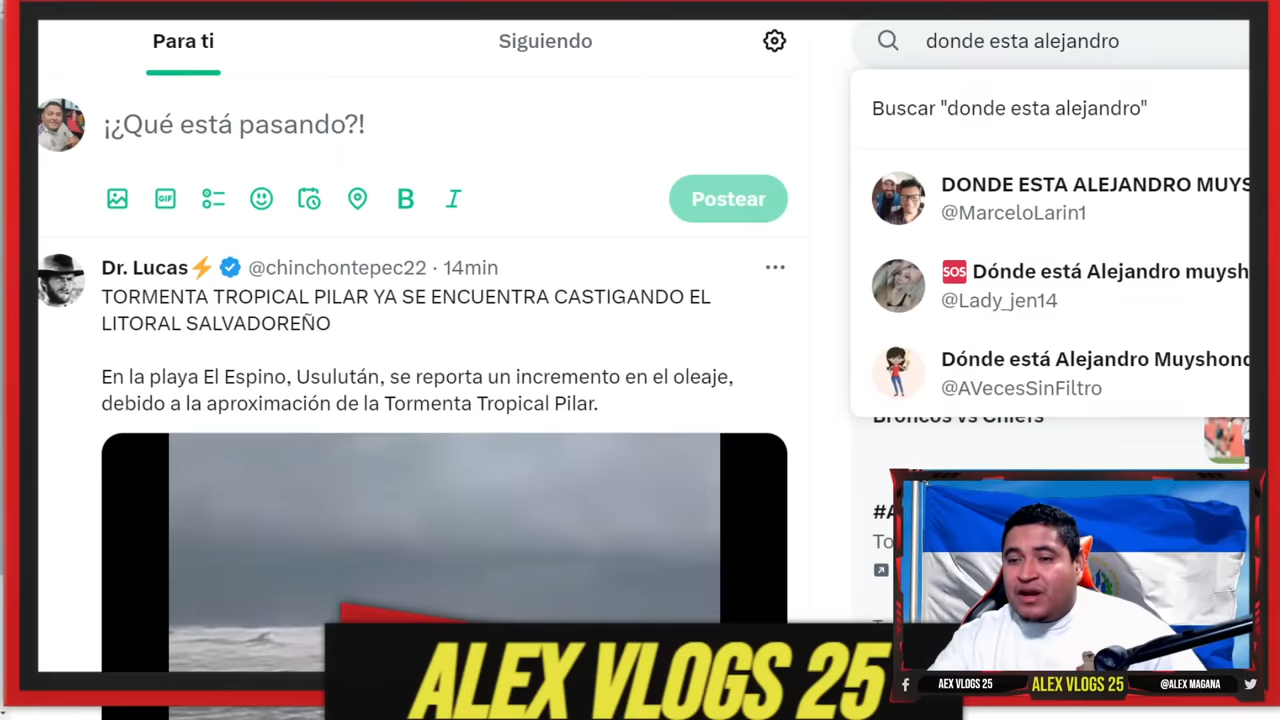 Para ti
Siguiendo
¡¿Qué está pasando?!
GIF
B
I
Postear
Dr. Lucas⚡ @chinchontepec22 · 14min
TORMENTA TROPICAL PILAR YA SE ENCUENTRA CASTIGANDO EL
LITORAL SALVADOREÑO
En la playa El Espino, Usulután, se reporta un incremento en el oleaje,
debido a la aproximación de la Tormenta Tropical Pilar.
donde esta alejandro
Buscar "donde esta alejandro"
DONDE ESTA ALEJANDRO MUYS
@MarceloLarin1
🆘 Dónde está Alejandro muysh
@Lady_jen14
Dónde está Alejandro Muyshond
@AVecesSinFiltro
Broncos vs Chiefs
ALEX VLOGS 25
AEX VLOGS 25
ALEX VLOGS 25
@ALEX MAGANA